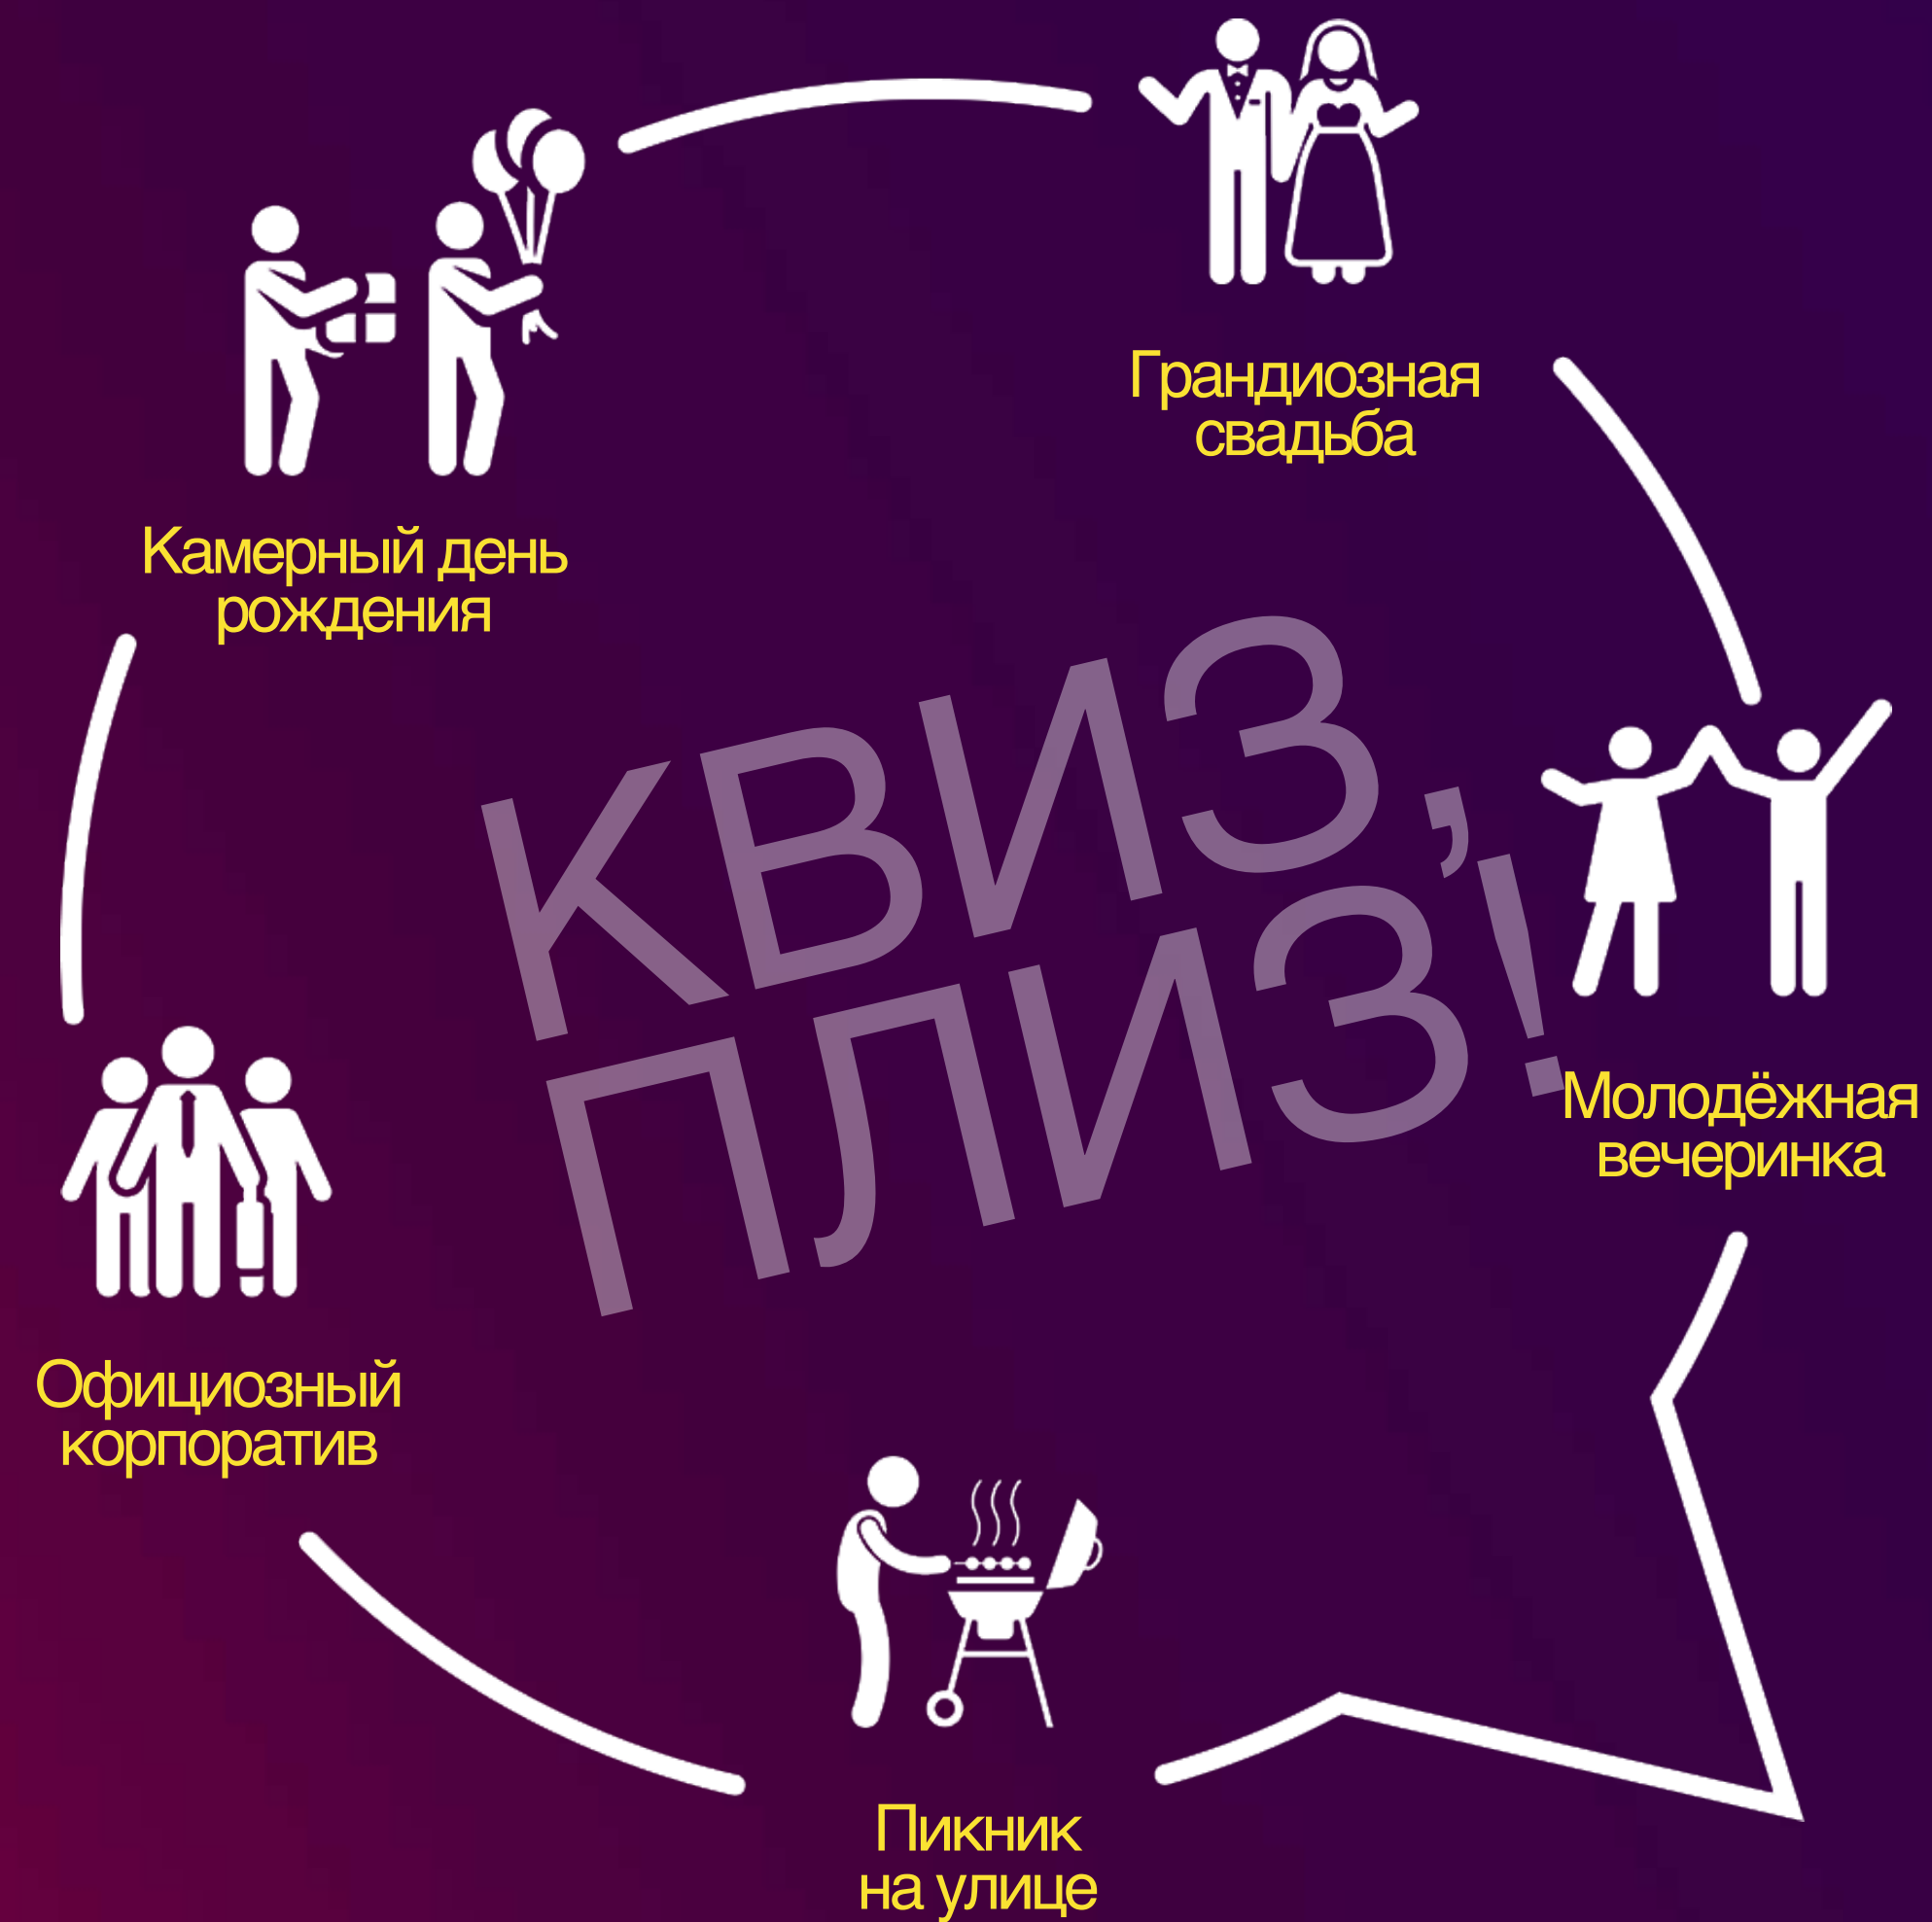 Грандиозная
свадьба
Камерный день
рождения
КВИЗ,
ПЛИЗ!
Молодёжная
вечеринка
Официозный
корпоратив
Пикник
на улице